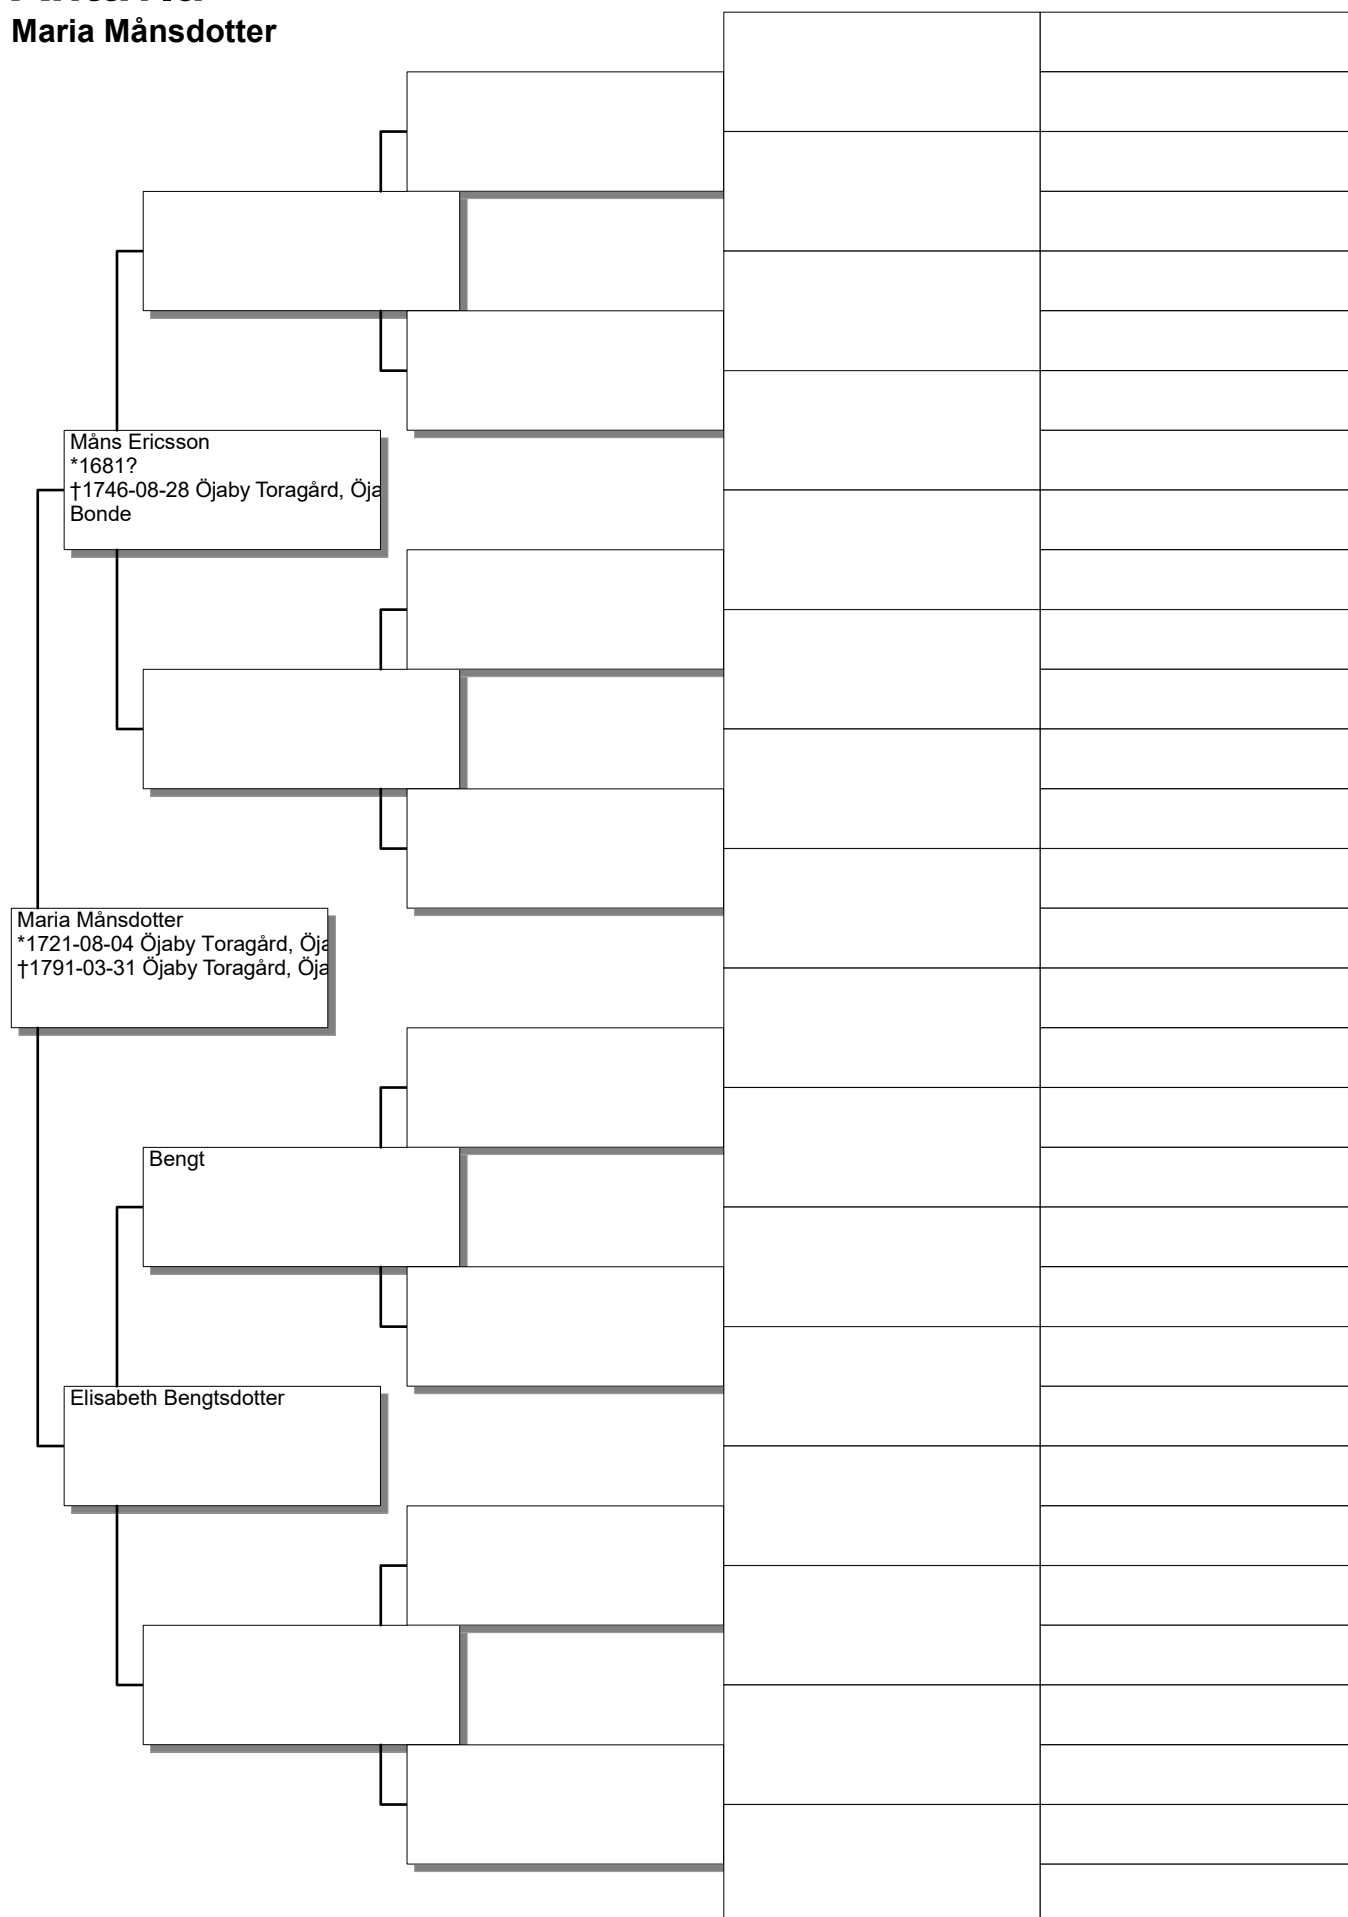 Maria Månsdotter
Måns Ericsson
*1681?
†1746-08-28 Öjaby Toragård, Öja
Bonde
Maria Månsdotter
*1721-08-04 Öjaby Toragård, Öja
†1791-03-31 Öjaby Toragård, Öja
Bengt
Elisabeth Bengtsdotter